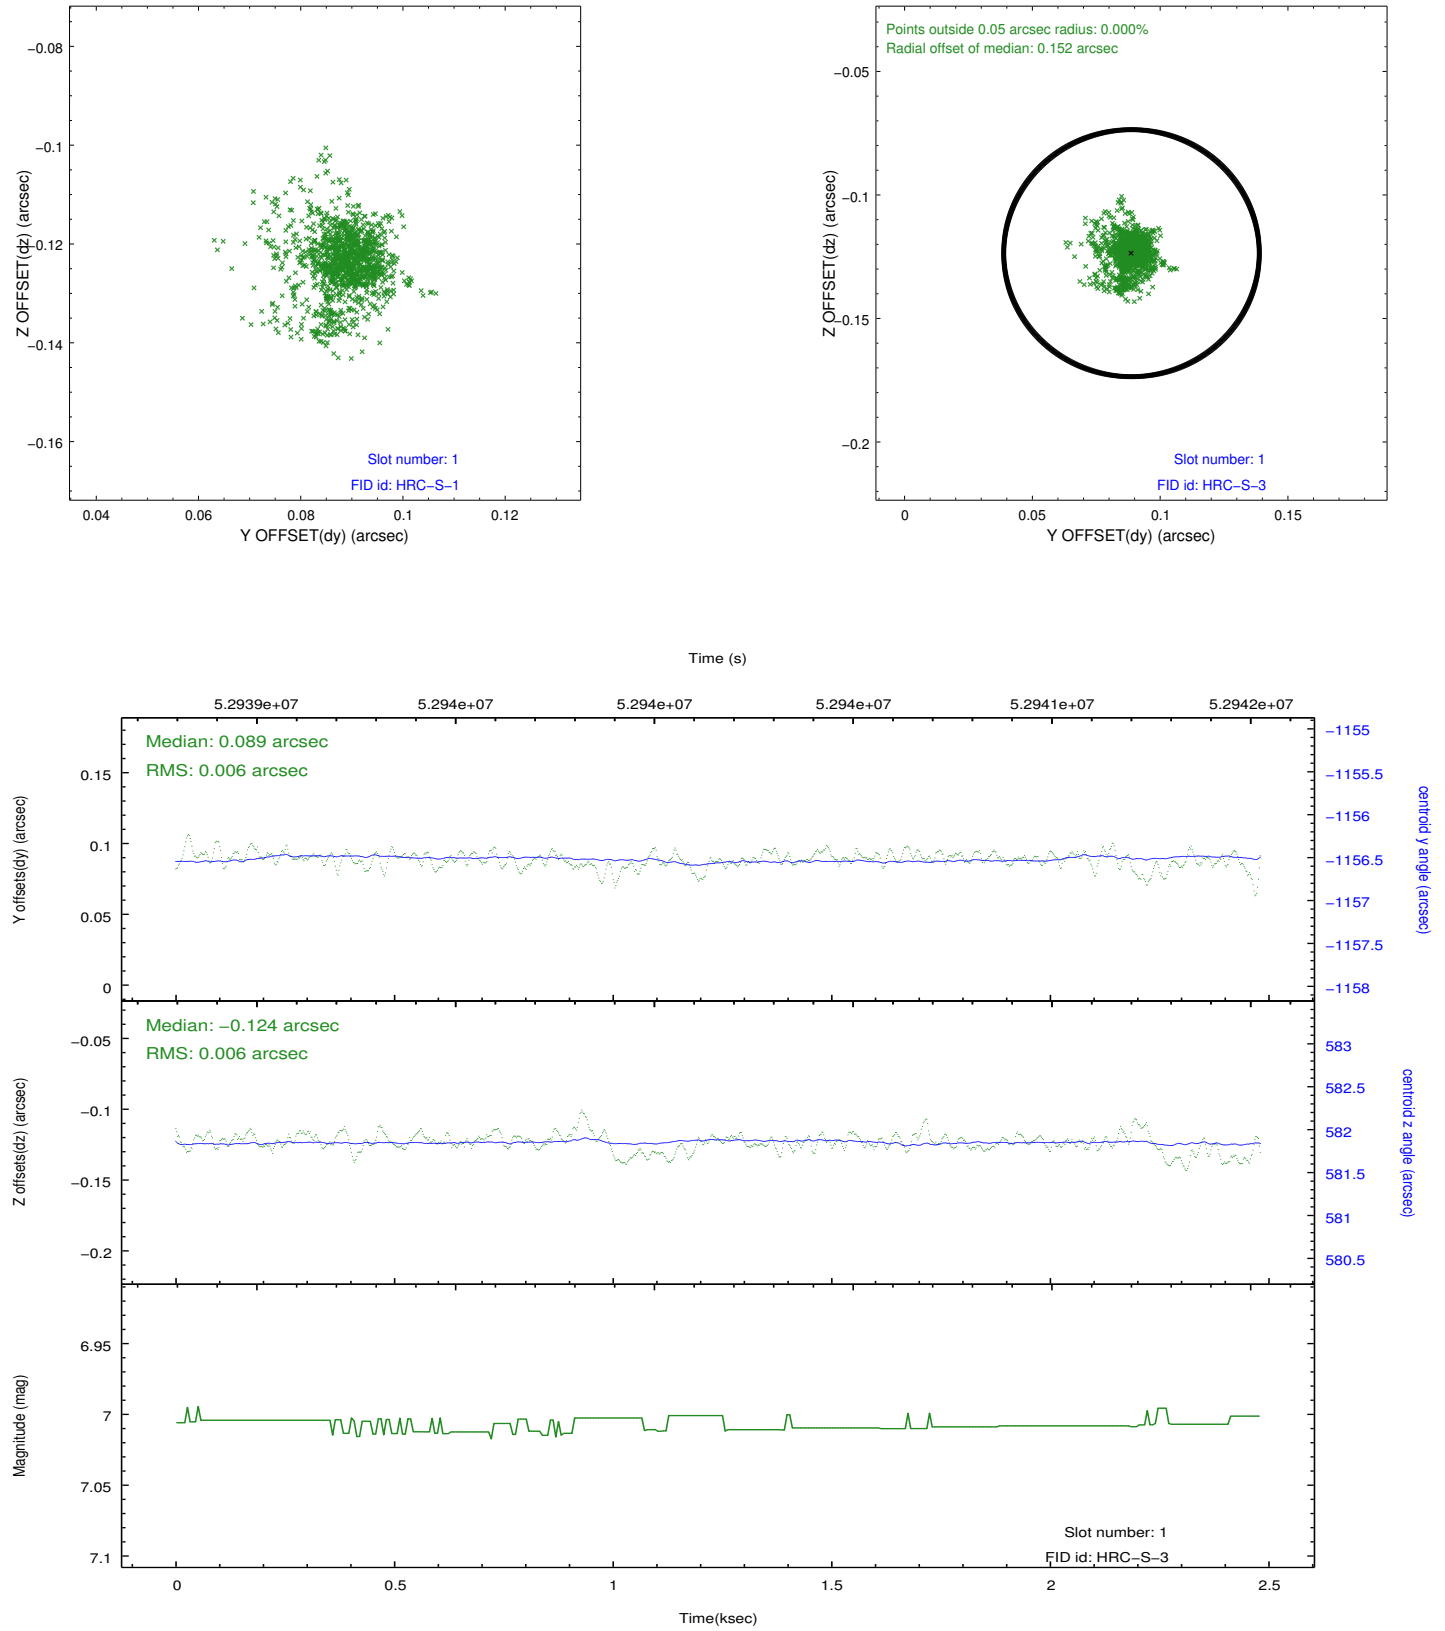 −0.08
−0.1
−0.12
−0.14
−0.16
Z OFFSET(dz) (arcsec)
Slot number: 1
FID id: HRC−S−1
0.04
0.06
0.08
0.1
0.12
Y OFFSET(dy) (arcsec)
Points outside 0.05 arcsec radius: 0.000%
Radial offset of median: 0.152 arcsec
−0.05
−0.1
−0.15
−0.2
Z OFFSET(dz) (arcsec)
Slot number: 1
FID id: HRC−S−3
0
0.05
0.1
0.15
Y OFFSET(dy) (arcsec)
Time (s)
5.2939e+07
5.294e+07
5.294e+07
5.294e+07
5.2941e+07
5.2942e+07
Median: 0.089 arcsec
RMS: 0.006 arcsec
0.15
0.1
0.05
0
Y offsets(dy) (arcsec)
−1155
−1155.5
−1156
−1156.5
−1157
−1157.5
−1158
centroid y angle (arcsec)
Median: −0.124 arcsec
RMS: 0.006 arcsec
−0.05
−0.1
−0.15
−0.2
Z offsets(dz) (arcsec)
583
582.5
582
581.5
581
580.5
centroid z angle (arcsec)
6.95
7
7.05
7.1
Magnitude (mag)
Slot number: 1
FID id: HRC−S−3
0
0.5
1
1.5
2
2.5
Time(ksec)